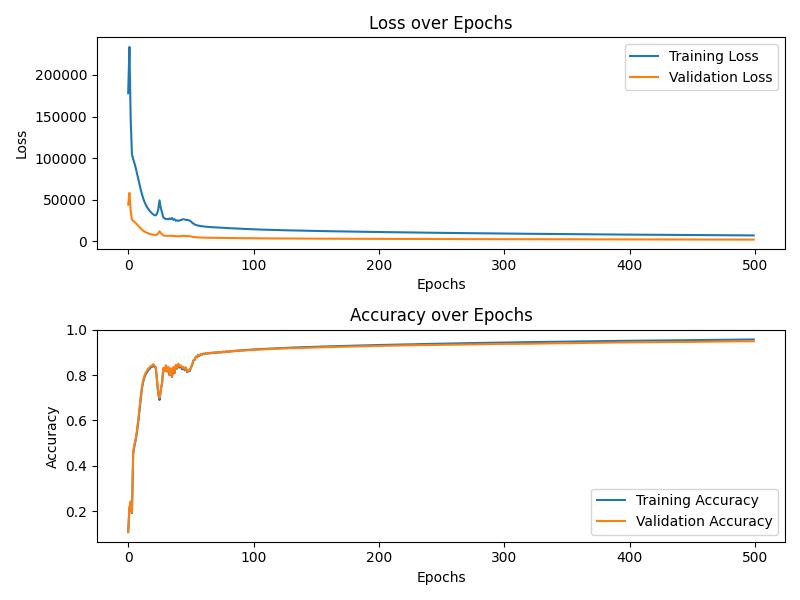 Loss over Epochs
200000
150000
100000
50000
0
Loss
Training Loss
Validation Loss
0 100 200 300 400 500
Epochs
Accuracy over Epochs
1.0
0.8
0.6
0.4
0.2
Accuracy
Training Accuracy
Validation Accuracy
0 100 200 300 400 500
Epochs